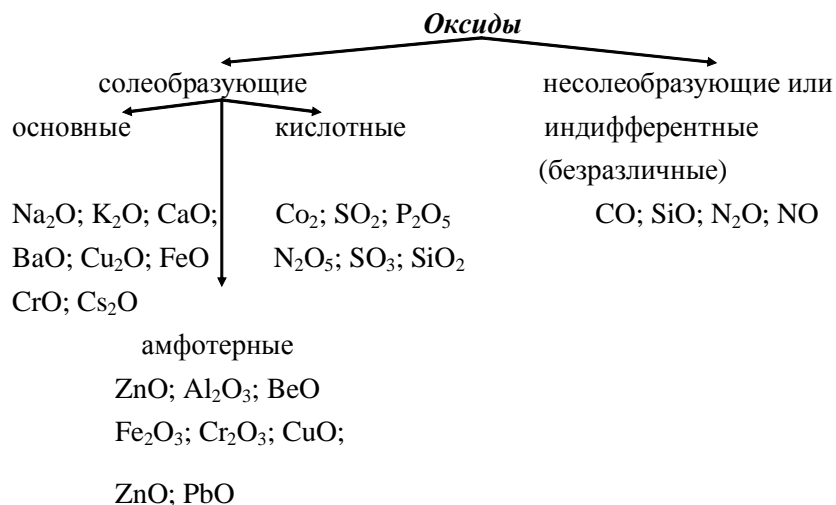 Оксиды
солеобразующие несолеобразующие или
основные кислотные индифферентные
(безразличные)
Na₂O; K₂O; CaO; Co₂; SO₂; P₂O₅ CO; SiO; N₂O; NO
BaO; Cu₂O; FeO N₂O₅; SO₃; SiO₂
CrO; Cs₂O
амфотерные
ZnO; Al₂O₃; BeO
Fe₂O₃; Cr₂O₃; CuO;
ZnO; PbO